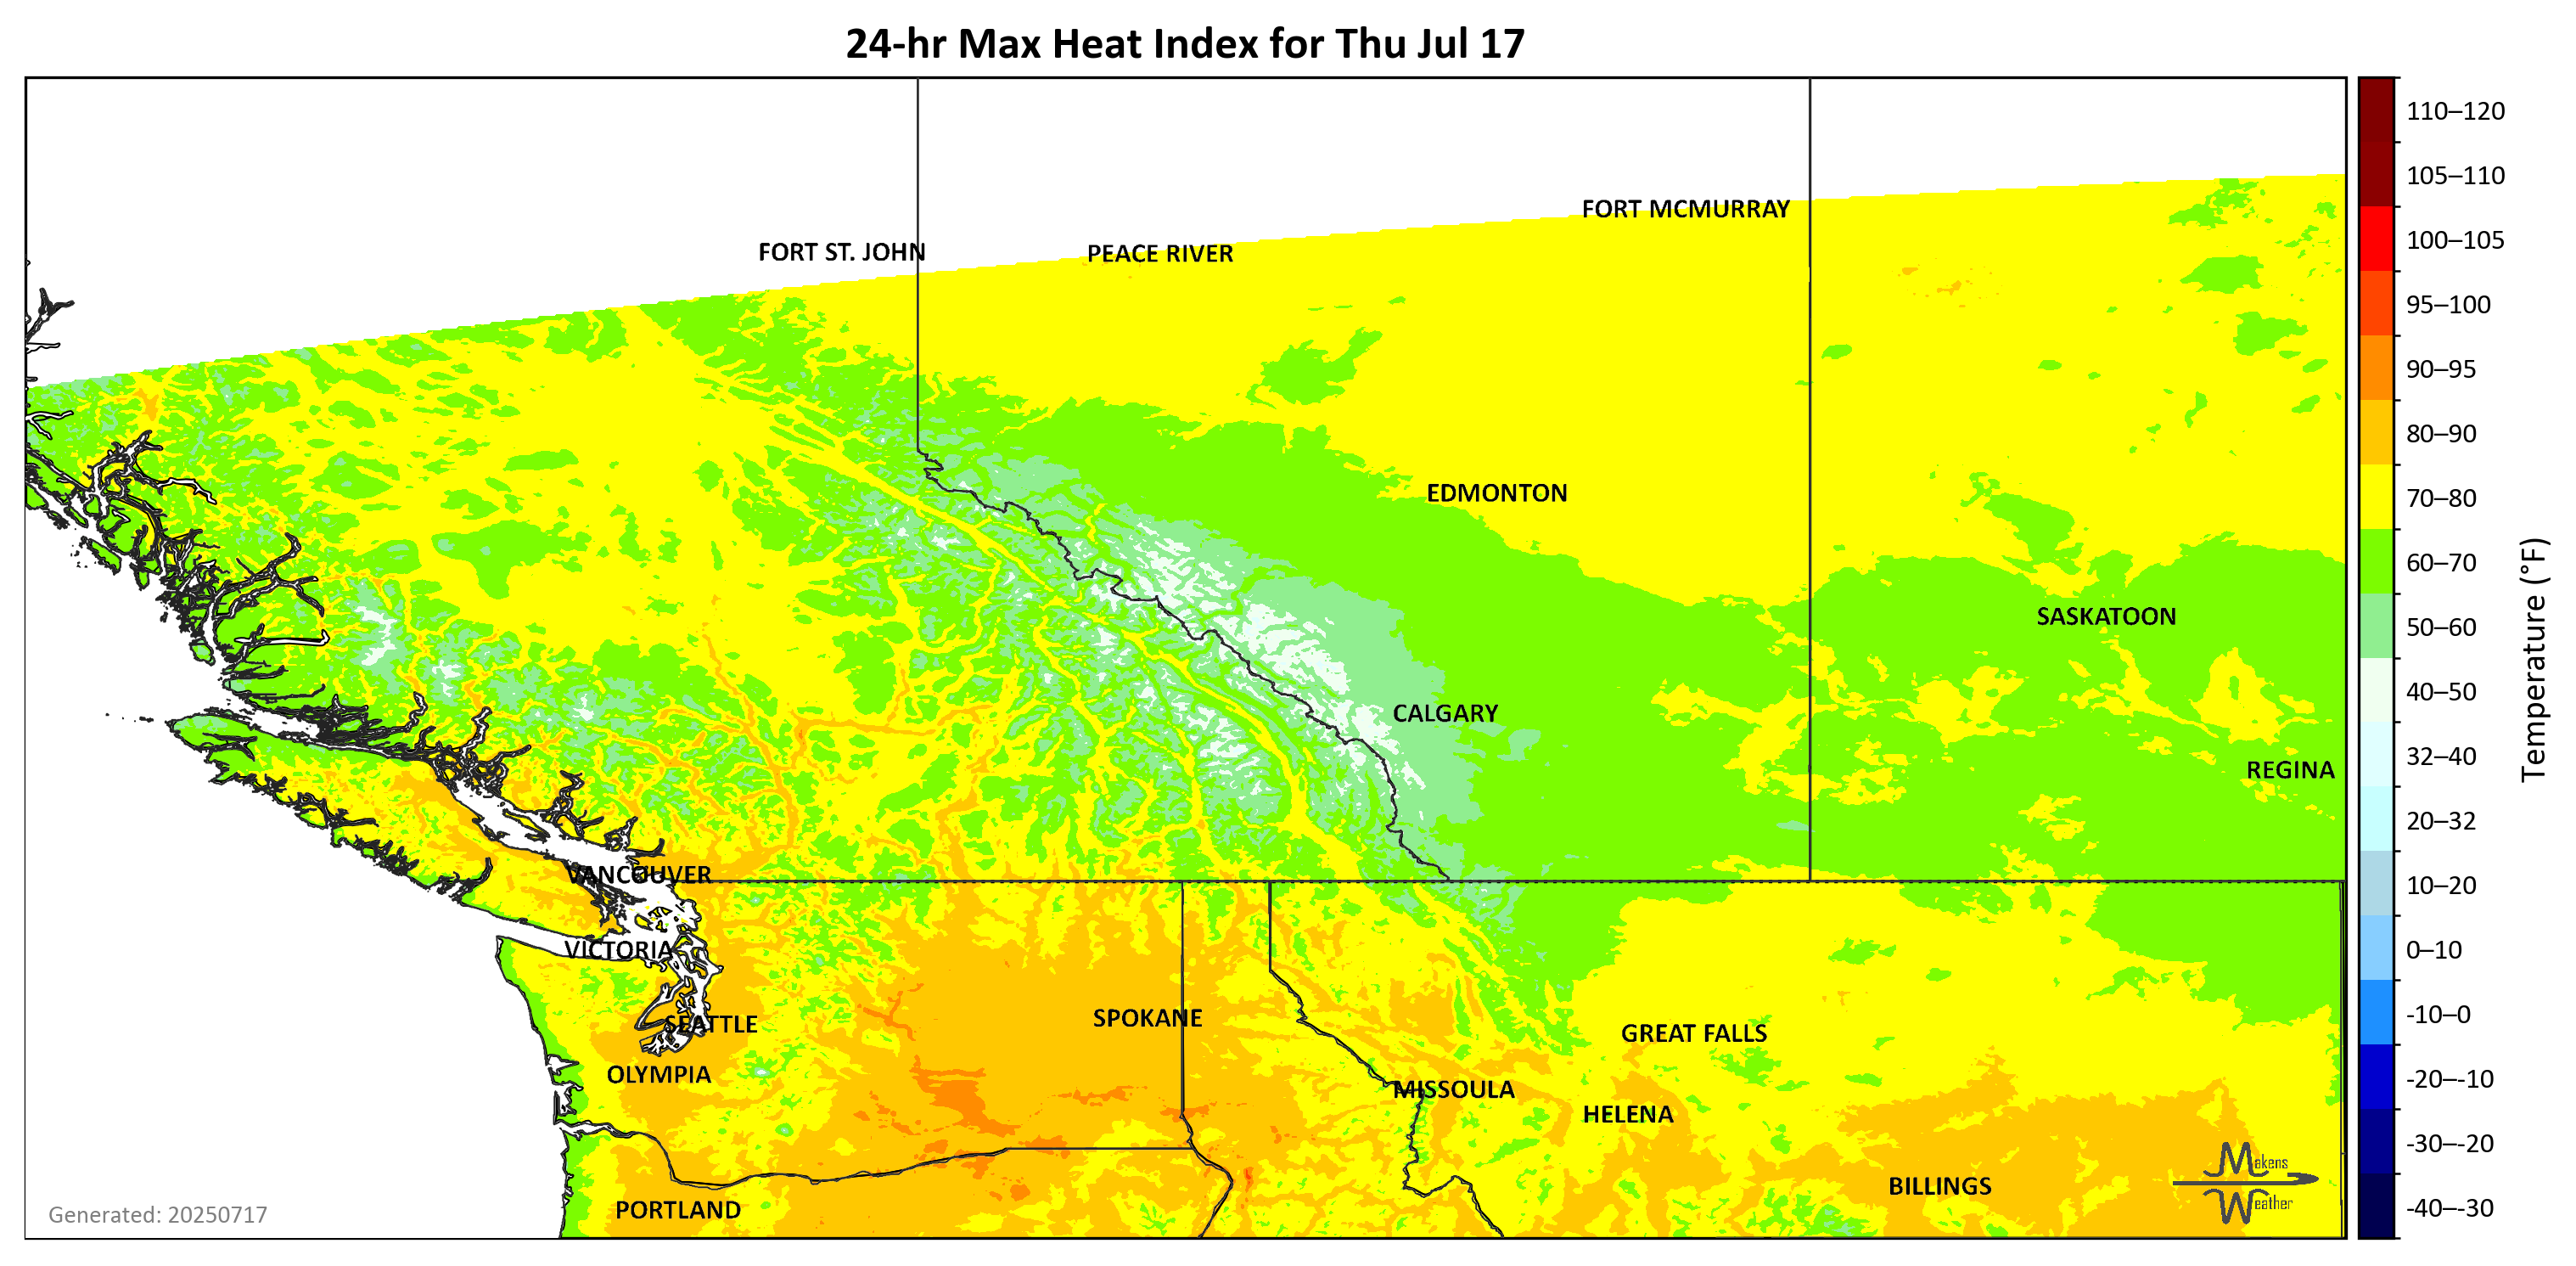 24-hr Max Heat Index for Thu Jul 17
110–120
105–110
100–105
95–100
90–95
80–90
70–80
60–70
50–60
40–50
32–40
20–32
10–20
0–10
-10–0
-20–-10
-30–-20
-40–-30
Temperature (°F)
FORT MCMURRAY
FORT ST. JOHN
PEACE RIVER
EDMONTON
SASKATOON
CALGARY
REGINA
VANCOUVER
VICTORIA
SEATTLE
SPOKANE
GREAT FALLS
OLYMPIA
MISSOULA
HELENA
BILLINGS
PORTLAND
Makens
Weather
Generated: 20250717